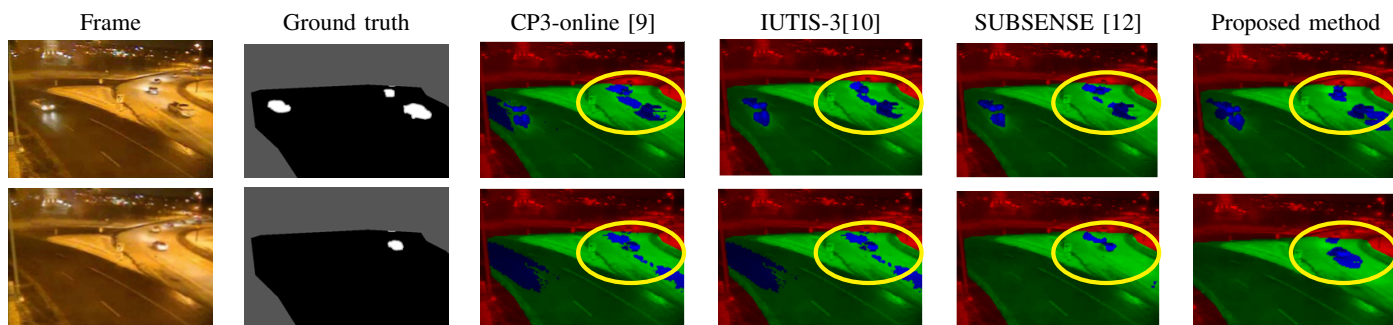 Frame
Ground truth
CP3-online [9]
IUTIS-3[10]
SUBSENSE [12]
Proposed method